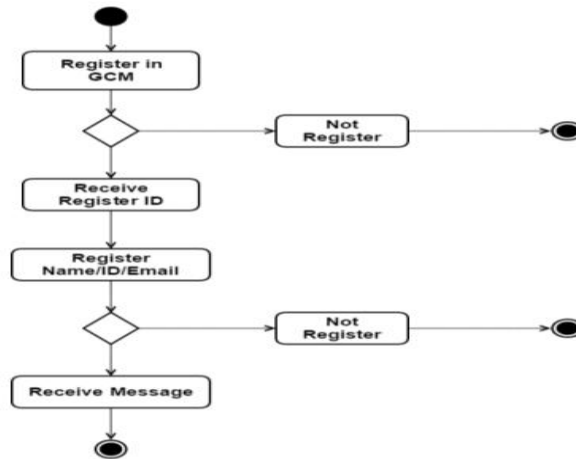 Register in
GCM
Not
Register
Receive
Register ID
Register
Name/ID/Email
Not
Register
Receive Message